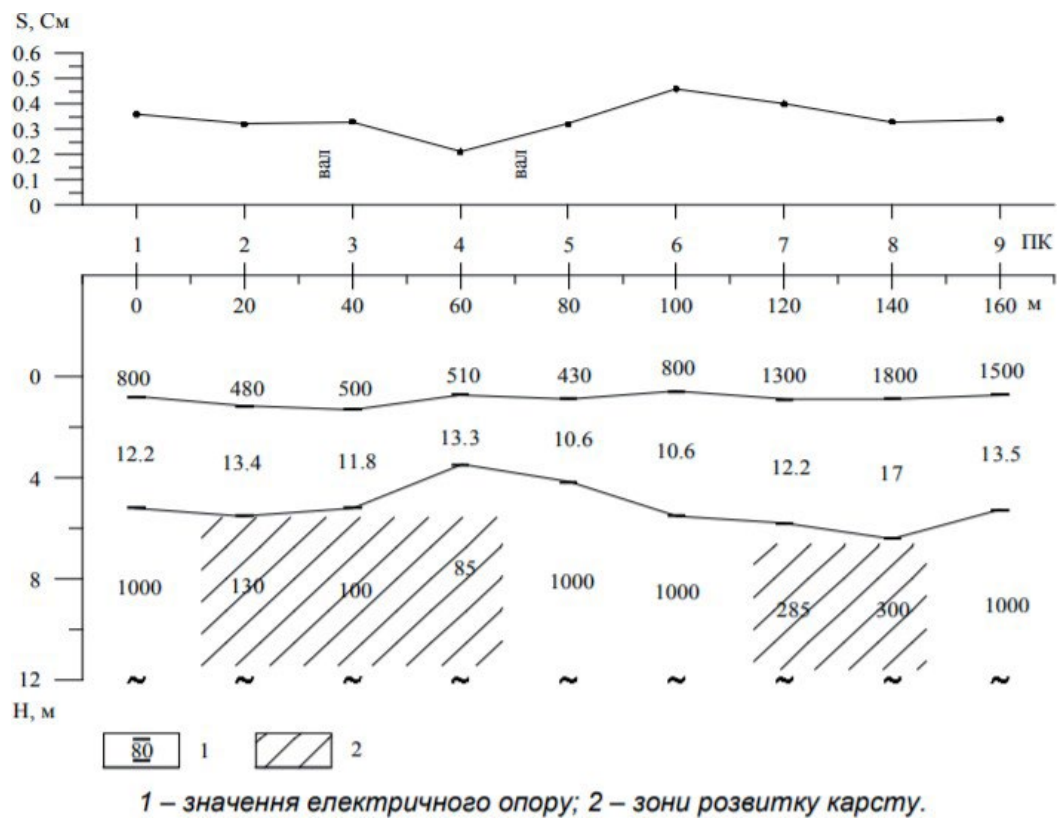 S, См
0.6
0.5
0.4
0.3
0.2
0.1
0
вал вал
1 2 3 4 5 6 7 8 9 ПК
0 20 40 60 80 100 120 140 160 м
0
800 480 500 510 430 800 1300 1800 1500
12.2 13.4 11.8 13.3 10.6 10.6 12.2 17 13.5
4
8
1000 130 100 85 1000 1000 285 300 1000
12
~ ~ ~ ~ ~ ~ ~ ~ ~
Н, м
80 1 2
1 – значення електричного опору; 2 – зони розвитку карсту.